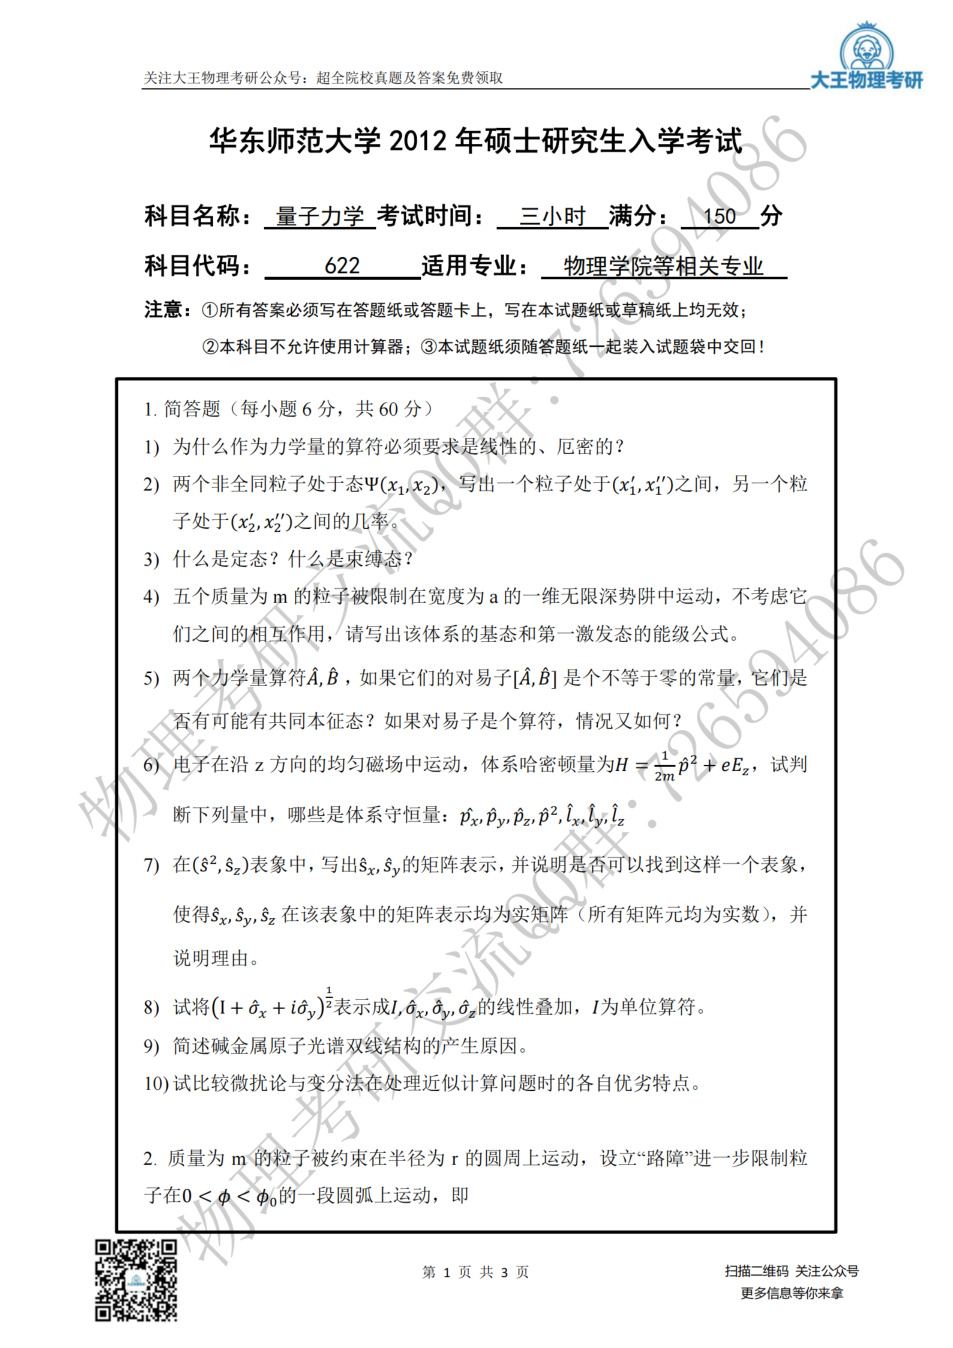 关注大王物理考研公众号：超全院校真题及答案免费领取
大王物理考研
华东师范大学 2012 年硕士研究生入学考试
科目名称： 量子力学 考试时间： 三小时 满分： 150 分
科目代码： 622 适用专业： 物理学院等相关专业
注意：①所有答案必须写在答题纸或答题卡上，写在本试题纸或草稿纸上均无效；
②本科目不允许使用计算器；③本试题纸须随答题纸一起装入试题袋中交回！
1. 简答题（每小题 6 分，共 60 分）
1) 为什么作为力学量的算符必须要求是线性的、厄密的？
2) 两个非全同粒子处于态Ψ(x₁,x₂)，写出一个粒子处于(x₁′,x₁″)之间，另一个粒
子处于(x₂′,x₂″)之间的几率。
3) 什么是定态？什么是束缚态？
4) 五个质量为 m 的粒子被限制在宽度为 a 的一维无限深势阱中运动，不考虑它
们之间的相互作用，请写出该体系的基态和第一激发态的能级公式。
5) 两个力学量算符Â,B̂，如果它们的对易子[Â,B̂] 是个不等于零的常量，它们是
否有可能有共同本征态？如果对易子是个算符，情况又如何？
6) 电子在沿 z 方向的均匀磁场中运动，体系哈密顿量为H = 1/2m p̂² + eE_z，试判
断下列量中，哪些是体系守恒量：p̂_x,p̂_y,p̂_z,p̂²,l̂_x,l̂_y,l̂_z
7) 在(ŝ²,ŝ_z)表象中，写出ŝ_x,ŝ_y的矩阵表示，并说明是否可以找到这样一个表象，
使得ŝ_x,ŝ_y,ŝ_z 在该表象中的矩阵表示均为实矩阵（所有矩阵元均为实数），并
说明理由。
8) 试将(I + σ̂_x + iσ̂_y)^{1/2}表示成I,σ̂_x,σ̂_y,σ̂_z的线性叠加，I为单位算符。
9) 简述碱金属原子光谱双线结构的产生原因。
10) 试比较微扰论与变分法在处理近似计算问题时的各自优劣特点。
2. 质量为 m 的粒子被约束在半径为 r 的圆周上运动，设立“路障”进一步限制粒
子在0 < ϕ < ϕ₀的一段圆弧上运动，即
物理考研交流QQ群：726594086
物理考研交流QQ群：726594086
大王物理考研
第 1 页 共 3 页
扫描二维码 关注公众号
更多信息等你来拿